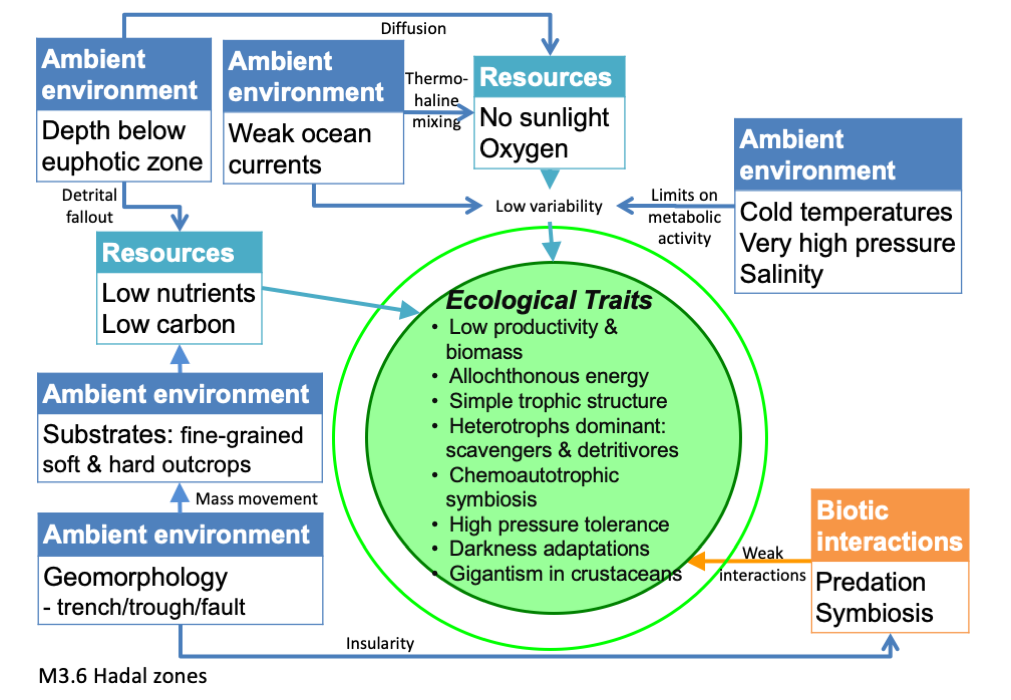 Diffusion
Ambient
environment
Depth below
euphotic zone
Ambient
environment
Weak ocean
currents
Thermo-
haline
mixing
Resources
No sunlight
Oxygen
Ambient
environment
Cold temperatures
Very high pressure
Salinity
Detrital
fallout
Low variability
Limits on
metabolic
activity
Resources
Low nutrients
Low carbon
Ecological Traits
• Low productivity &
biomass
• Allochthonous energy
• Simple trophic structure
• Heterotrophs dominant:
scavengers & detritivores
• Chemoautotrophic
symbiosis
• High pressure tolerance
• Darkness adaptations
• Gigantism in crustaceans
Ambient environment
Substrates: fine-grained
soft & hard outcrops
Mass movement
Ambient environment
Geomorphology
- trench/trough/fault
Biotic
interactions
Predation
Symbiosis
Weak
interactions
Insularity
M3.6 Hadal zones